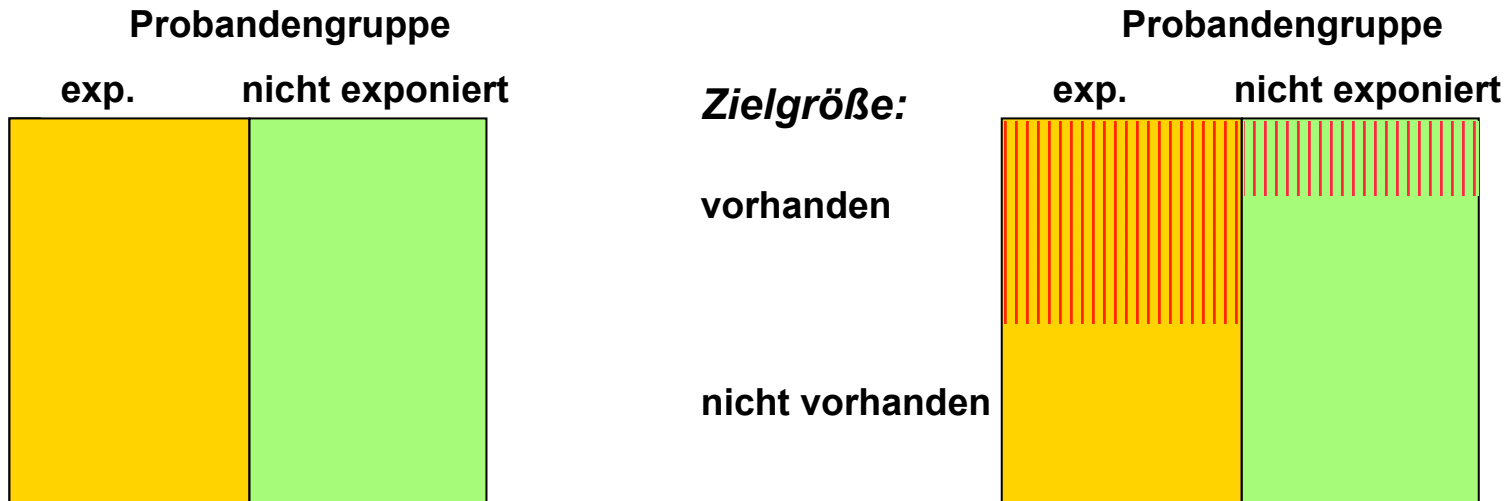 Probandengruppe
exp. nicht exponiert
Probandengruppe
Zielgröße: exp. nicht exponiert
vorhanden
nicht vorhanden